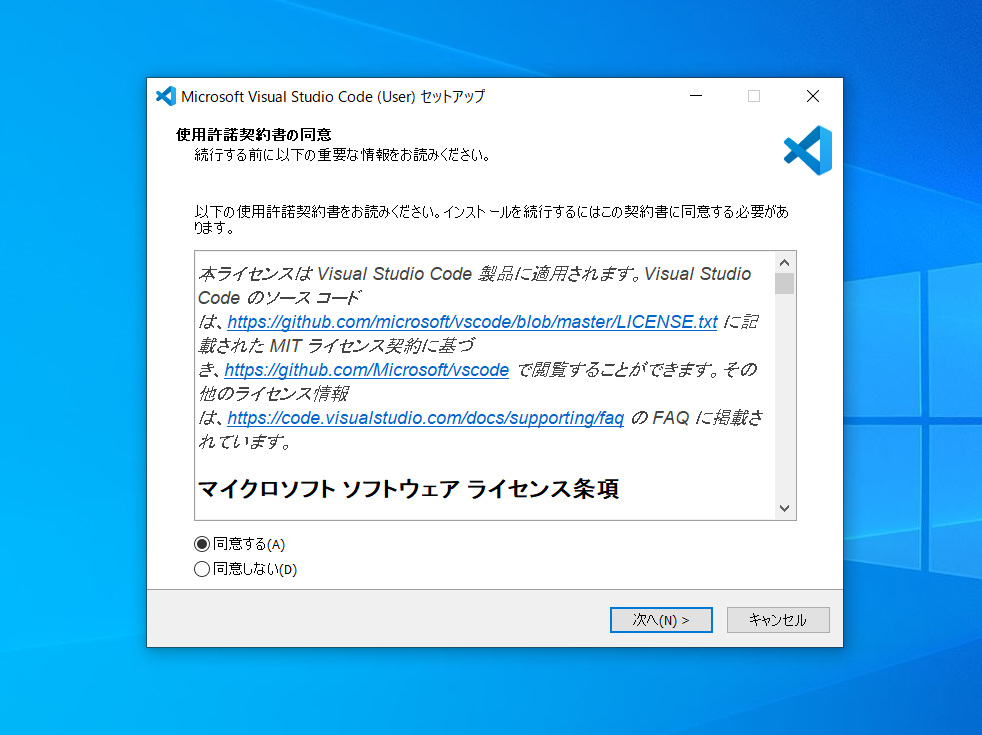 Microsoft Visual Studio Code (User) セットアップ
使用許諾契約書の同意
続行する前に以下の重要な情報をお読みください。
以下の使用許諾契約書をお読みください。インストールを続行するにはこの契約書に同意する必要があ
ります。
本ライセンスは Visual Studio Code 製品に適用されます。Visual Studio
Code のソース コード
は、https://github.com/microsoft/vscode/blob/master/LICENSE.txt に記
載された MIT ライセンス契約に基づ
き、https://github.com/Microsoft/vscode で閲覧することができます。その
他のライセンス情報
は、https://code.visualstudio.com/docs/supporting/faq の FAQ に掲載さ
れています。
マイクロソフト ソフトウェア ライセンス条項
同意する(A)
同意しない(D)
次へ(N) >
キャンセル